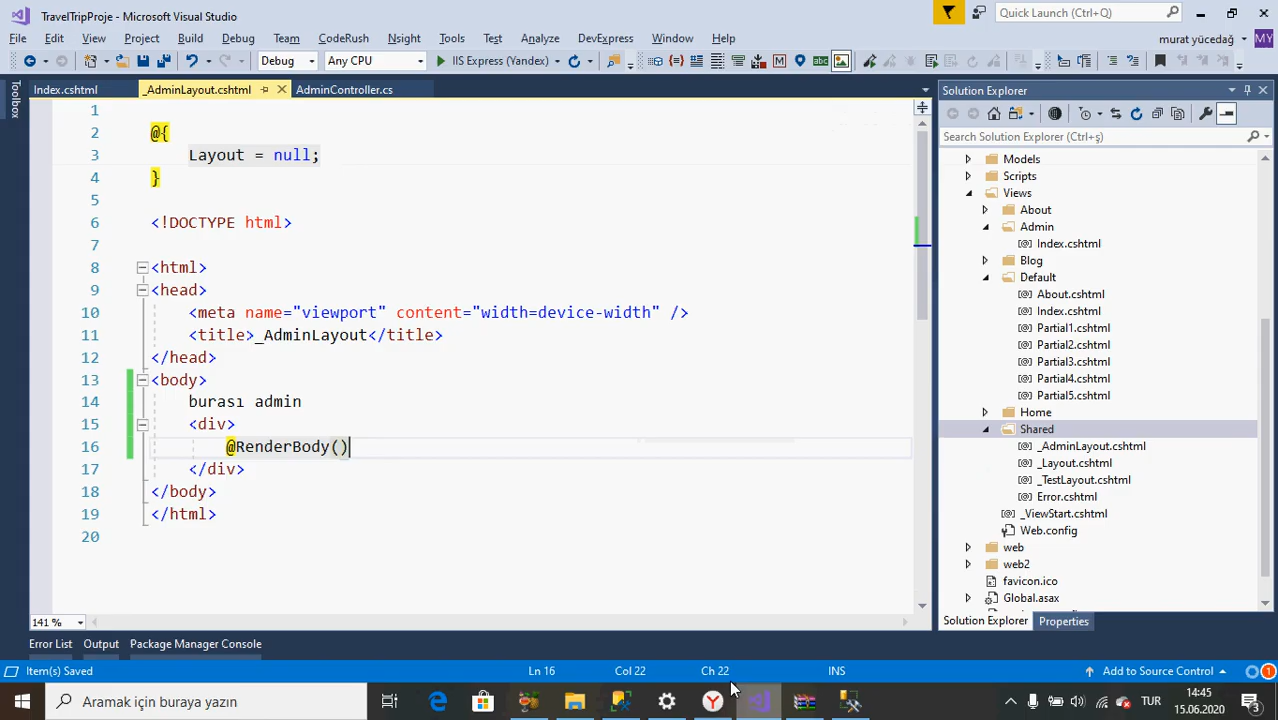 TravelTripProje - Microsoft Visual Studio
Quick Launch (Ctrl+Q)
File Edit View Project Build Debug Team CodeRush Nsight Tools Test Analyze DevExpress Window Help
murat yücedağ MY
Debug Any CPU IIS Express (Yandex)
abc
Toolbox
Index.cshtml _AdminLayout.cshtml AdminController.cs
1
2 @{
3 Layout = null;
4 }
5
6 <!DOCTYPE html>
7
8 <html>
9 <head>
10 <meta name="viewport" content="width=device-width" />
11 <title>_AdminLayout</title>
12 </head>
13 <body>
14 burası admin
15 <div>
16 @RenderBody()
17 </div>
18 </body>
19 </html>
20
141 %
Solution Explorer
Search Solution Explorer (Ctrl+ş)
Models
Scripts
Views
About
Admin
Index.cshtml
Blog
Default
About.cshtml
Index.cshtml
Partial1.cshtml
Partial2.cshtml
Partial3.cshtml
Partial4.cshtml
Partial5.cshtml
Home
Shared
_AdminLayout.cshtml
_Layout.cshtml
_TestLayout.cshtml
Error.cshtml
_ViewStart.cshtml
Web.config
web
web2
favicon.ico
Global.asax
Solution Explorer Properties
Error List Output Package Manager Console
Item(s) Saved Ln 16 Col 22 Ch 22 INS Add to Source Control 1
Aramak için buraya yazın
TUR
14:45
15.06.2020
3